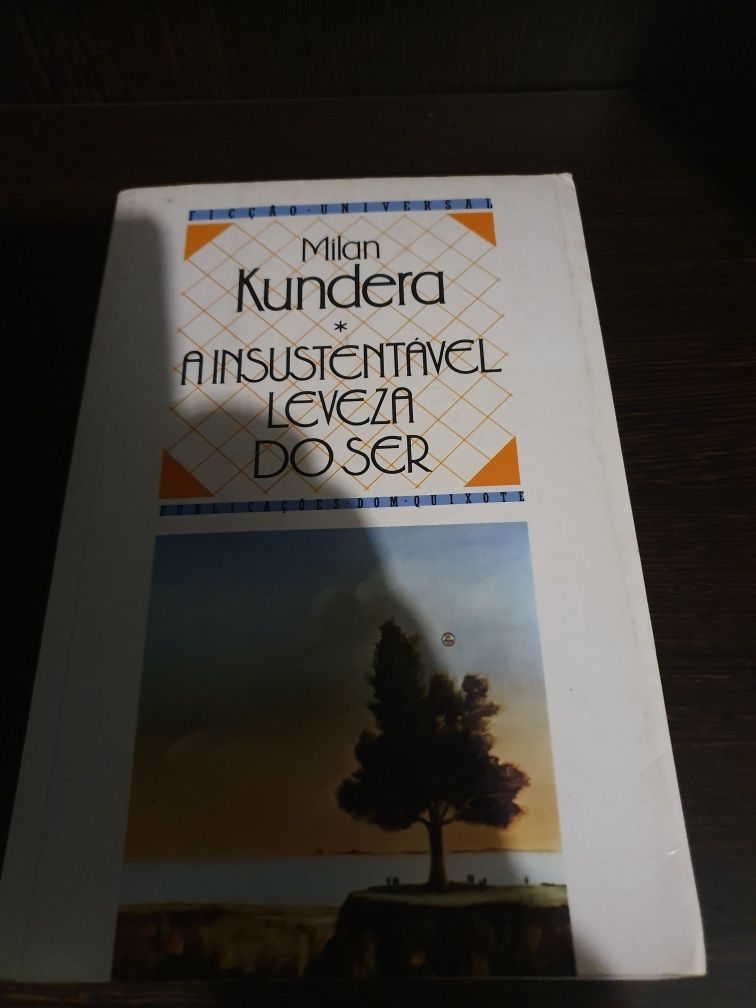 FICÇÃO·UNIVERSAL
Milan
Kundera
*
A INSUSTENTÁVEL
LEVEZA
DO SER
PUBLICAÇÕES·DOM·QUIXOTE